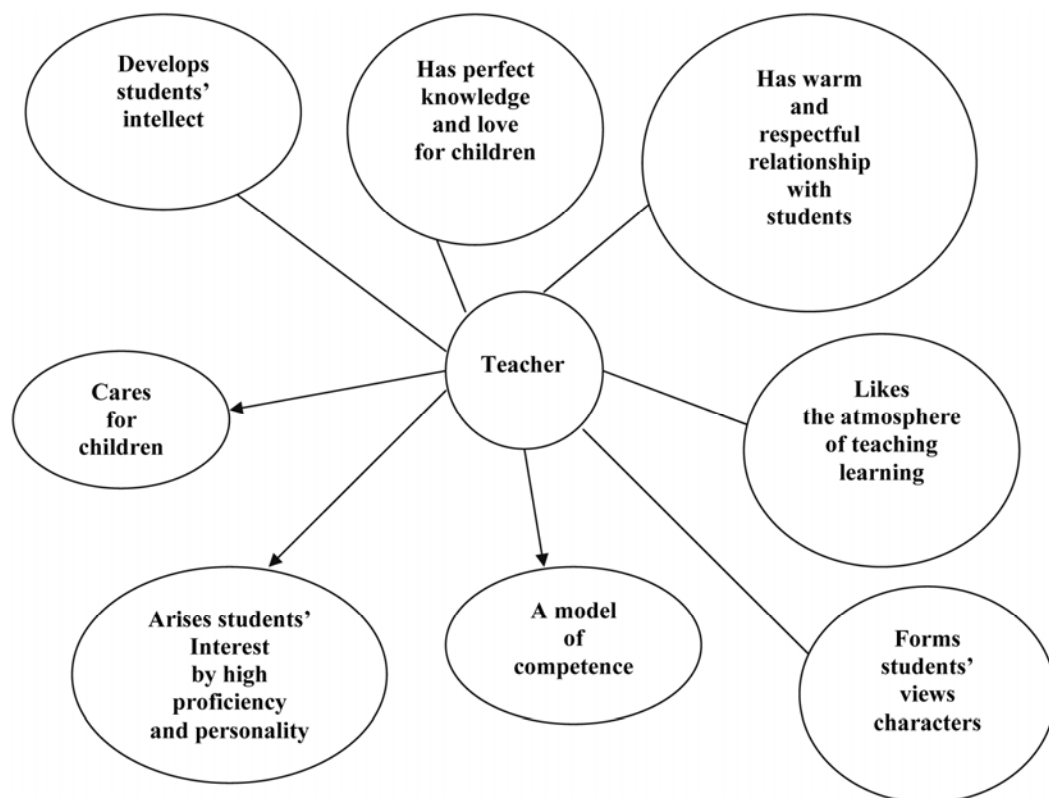 Develops
students’
intellect
Has perfect
knowledge
and love
for children
Has warm
and
respectful
relationship
with
students
Teacher
Cares
for
children
Likes
the atmosphere
of teaching
learning
Arises students’
Interest
by high
proficiency
and personality
A model
of
competence
Forms
students’
views
characters